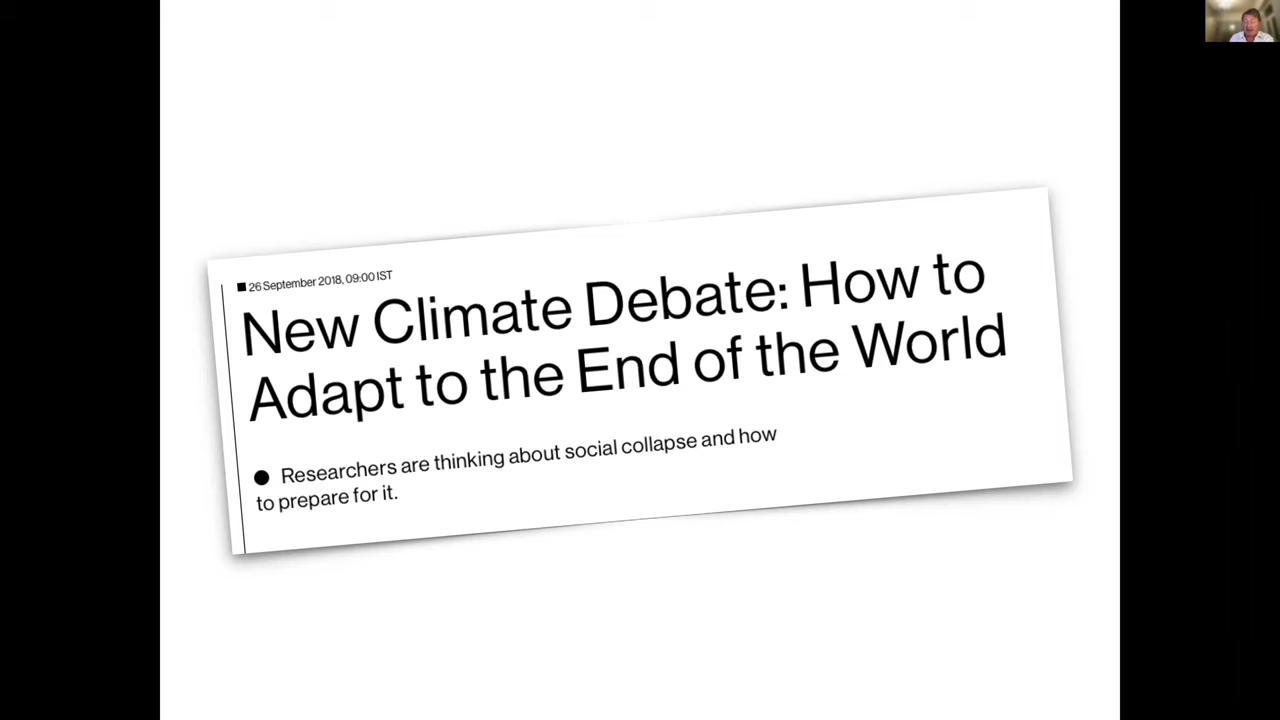 26 September 2018, 09:00 IST
New Climate Debate: How to
Adapt to the End of the World
Researchers are thinking about social collapse and how
to prepare for it.